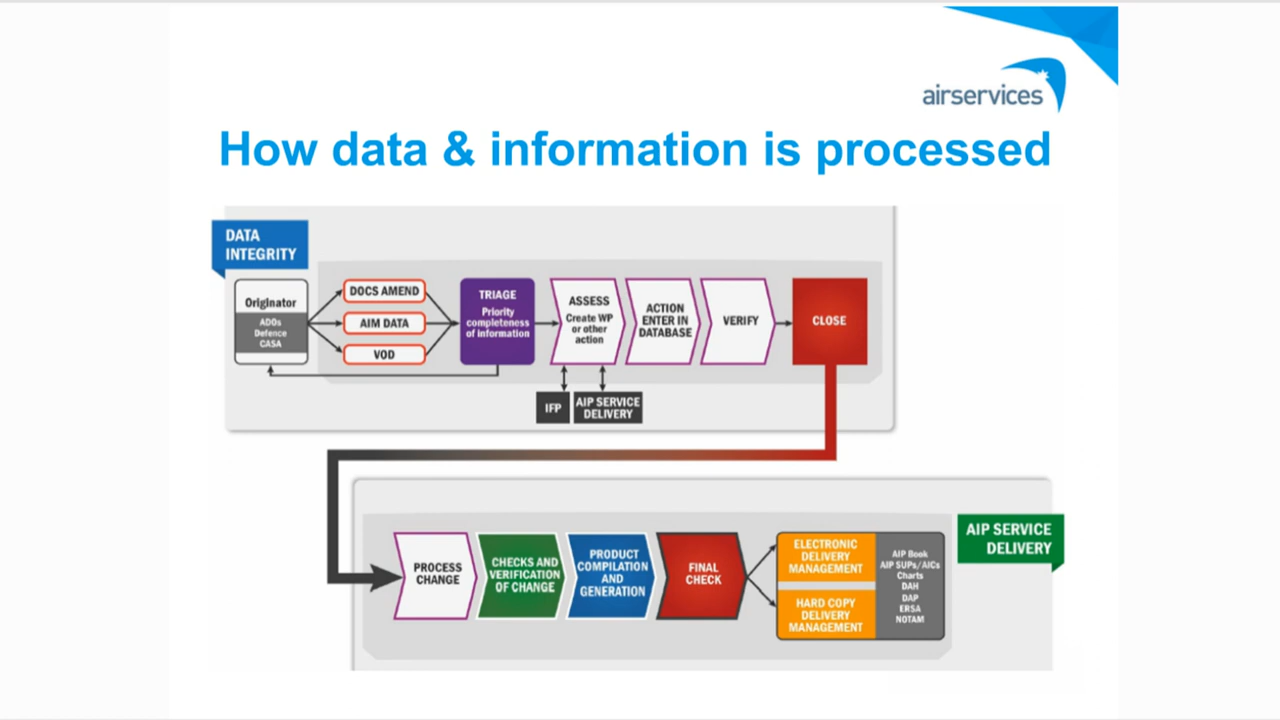 airservices
How data & information is processed
DATA
INTEGRITY
Originator
ADOs
Defence
CASA
DOCS AMEND
AIM DATA
VOD
TRIAGE
Priority
completeness
of information
ASSESS
Create WP
or other
action
ACTION
ENTER IN
DATABASE
VERIFY
CLOSE
IFP
AIP SERVICE
DELIVERY
AIP SERVICE
DELIVERY
PROCESS
CHANGE
CHECKS AND
VERIFICATION
OF CHANGE
PRODUCT
COMPILATION
AND
GENERATION
FINAL
CHECK
ELECTRONIC
DELIVERY
MANAGEMENT
HARD COPY
DELIVERY
MANAGEMENT
AIP Book
AIP SUPs/AICs
Charts
DAH
DAP
ERSA
NOTAM